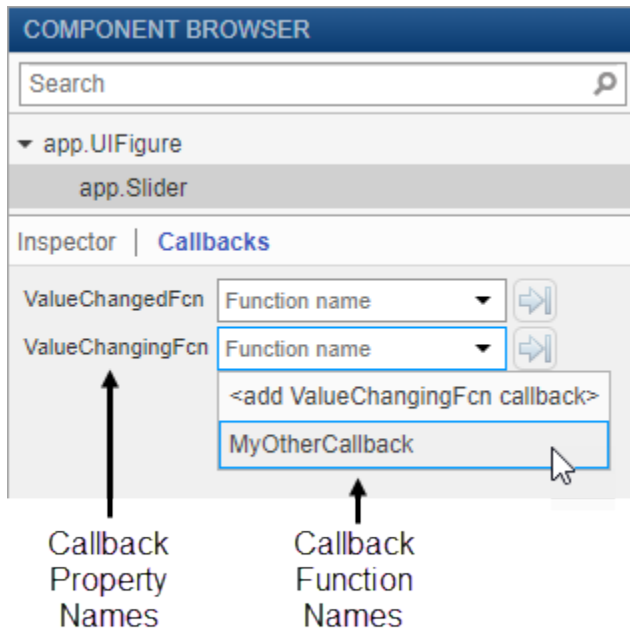 COMPONENT BROWSER
Search
app.UIFigure
app.Slider
Inspector | Callbacks
ValueChangedFcn Function name
ValueChangingFcn Function name
<add ValueChangingFcn callback>
MyOtherCallback
Callback Callback
Property Function
Names Names